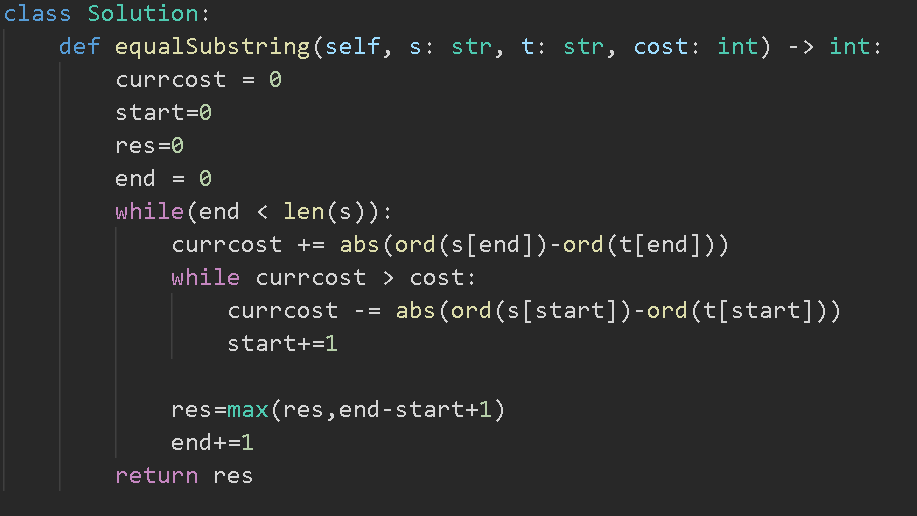 class Solution:
    def equalSubstring(self, s: str, t: str, cost: int) -> int:
        currcost = 0
        start=0
        res=0
        end = 0
        while(end < len(s)):
            currcost += abs(ord(s[end])-ord(t[end]))
            while currcost > cost:
                currcost -= abs(ord(s[start])-ord(t[start]))
                start+=1
            res=max(res,end-start+1)
            end+=1
        return res